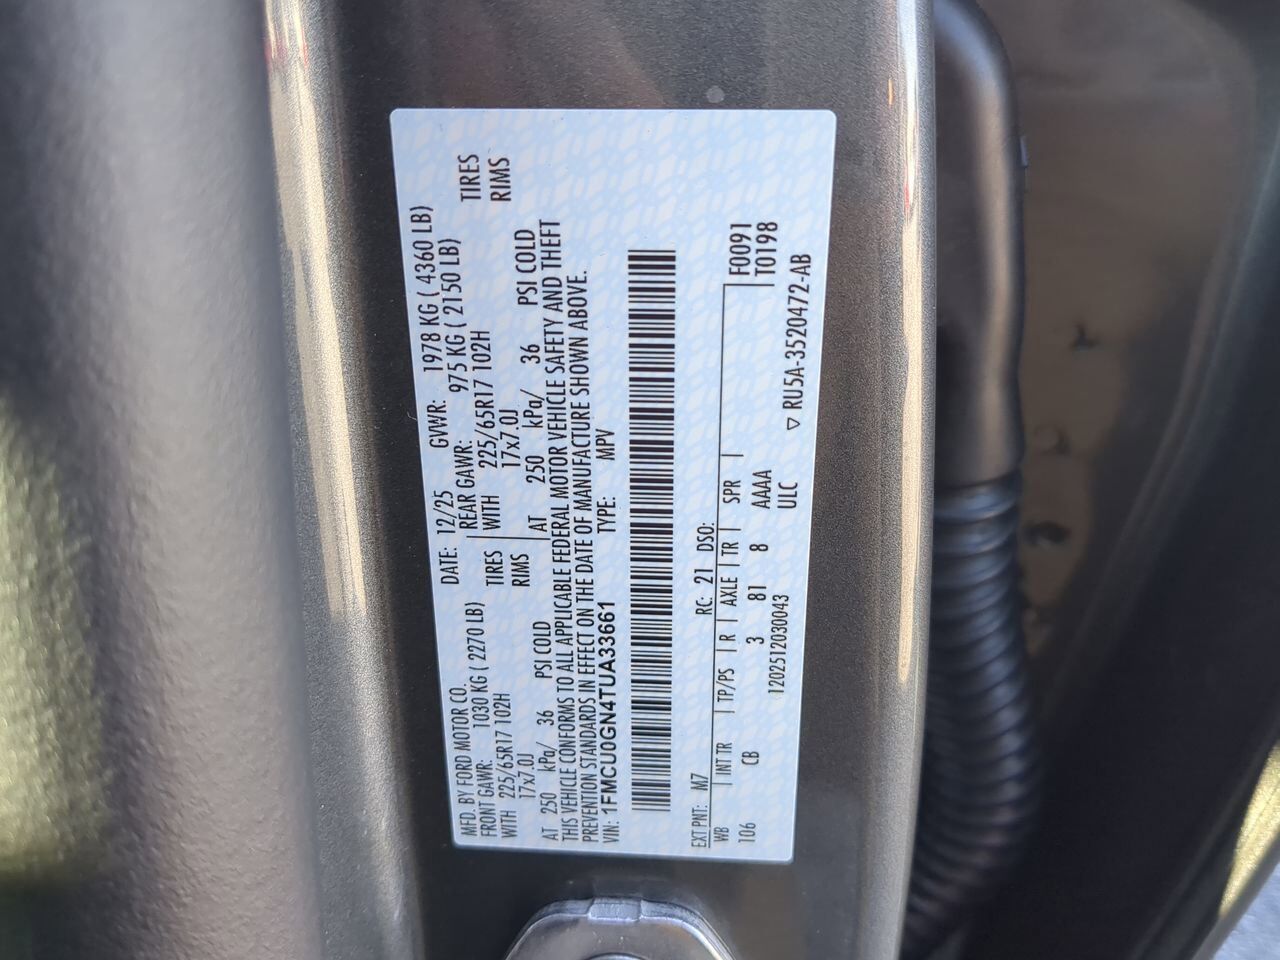 MFD. BY FORD MOTOR CO. DATE: 12/25 GVWR: 1978 KG ( 4360 LB)
FRONT GAWR: 1030 KG ( 2270 LB) REAR GAWR: 975 KG ( 2150 LB)
WITH 225/65R17 102H TIRES WITH 225/65R17 102H TIRES
17x7.0J RIMS 17x7.0J RIMS
AT 250 kPa/ 36 PSI COLD AT 250 kPa/ 36 PSI COLD
THIS VEHICLE CONFORMS TO ALL APPLICABLE FEDERAL MOTOR VEHICLE SAFETY AND THEFT
PREVENTION STANDARDS IN EFFECT ON THE DATE OF MANUFACTURE SHOWN ABOVE.
VIN: 1FMCU0GN4TUA33661 TYPE: MPV
EXT PNT: M7 RC: 21 DSO:
WB INT TR TP/PS R AXLE TR SPR F0091
106 CB 3 81 8 AAAA T0198
1202512030043 ULC
▽ RU5A-3520472-AB